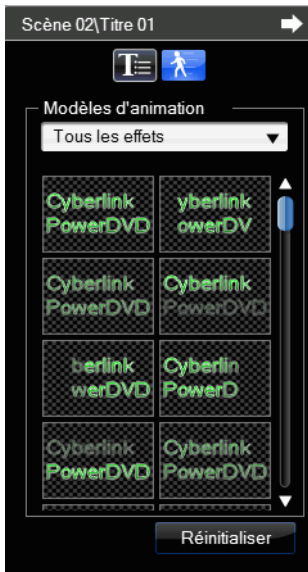 Scène 02\Titre 01
T
Modèles d'animation
Tous les effets
Cyberlink
PowerDVD
yberlink
owerDV
Cyberlink
PowerDVD
Cyberlink
PowerDVD
berlink
werDVD
Cyberlin
PowerD
Cyberlink
PowerDVD
Cyberlink
PowerDVD
Réinitialiser